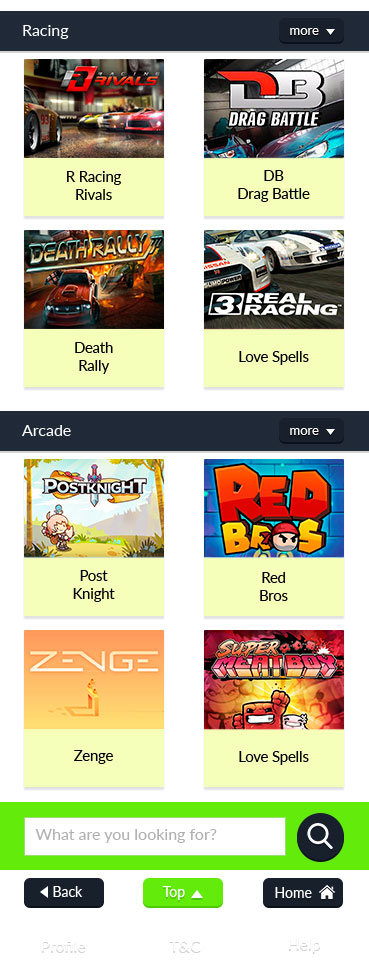 Racing
more
RACING
RIVALS
DB
DRAG BATTLE
R Racing
Rivals
DB
Drag Battle
DEATH RALLY
NISSAN
SUMOPOWER
3 REAL
RACING
Death
Rally
Love Spells
Arcade
more
POSTKNIGHT
RED
BROS
Post
Knight
Red
Bros
ZENGE
SUPER
MEAT BOY
Zenge
Love Spells
What are you looking for?
Back
Top
Home
Profile
T&C
Help